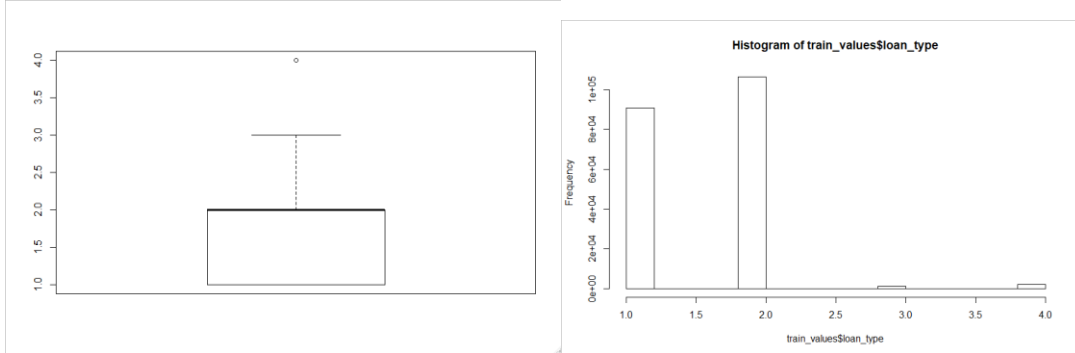 4.0
3.5
3.0
2.5
2.0
1.5
1.0
Histogram of train_values$loan_type
Frequency
1e+05
8e+04
6e+04
4e+04
2e+04
0e+00
1.0 1.5 2.0 2.5 3.0 3.5 4.0
train_values$loan_type